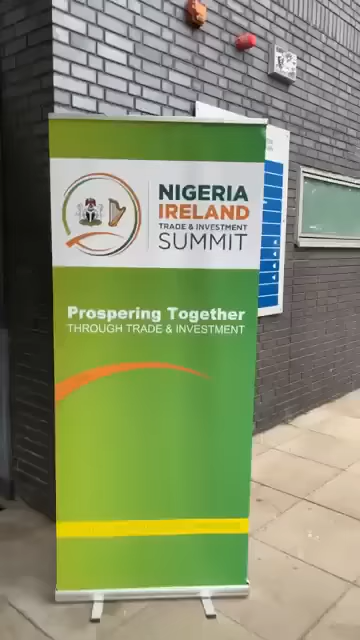 NIGERIA
IRELAND
TRADE & INVESTMENT
SUMMIT
Prospering Together
THROUGH TRADE & INVESTMENT